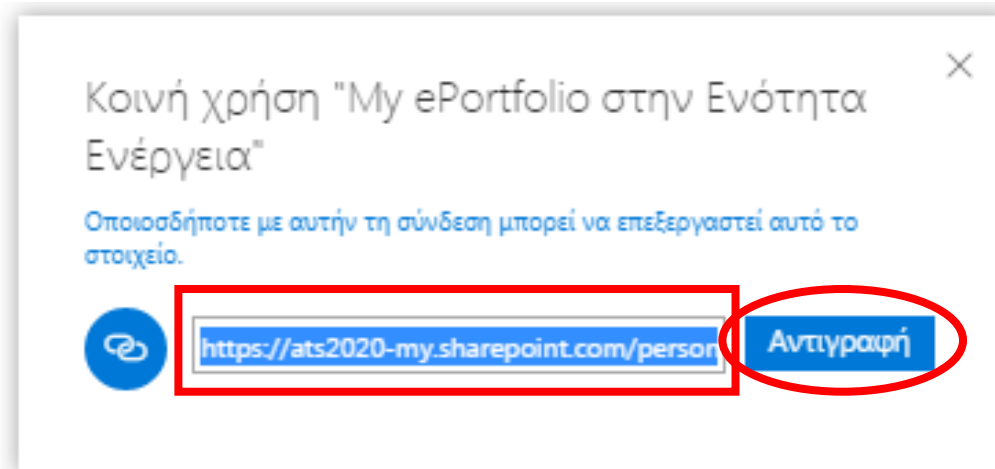 Κοινή χρήση "My ePortfolio στην Ενότητα
Ενέργεια"
Οποιοσδήποτε με αυτήν τη σύνδεση μπορεί να επεξεργαστεί αυτό το
στοιχείο.
https://ats2020-my.sharepoint.com/person
Αντιγραφή